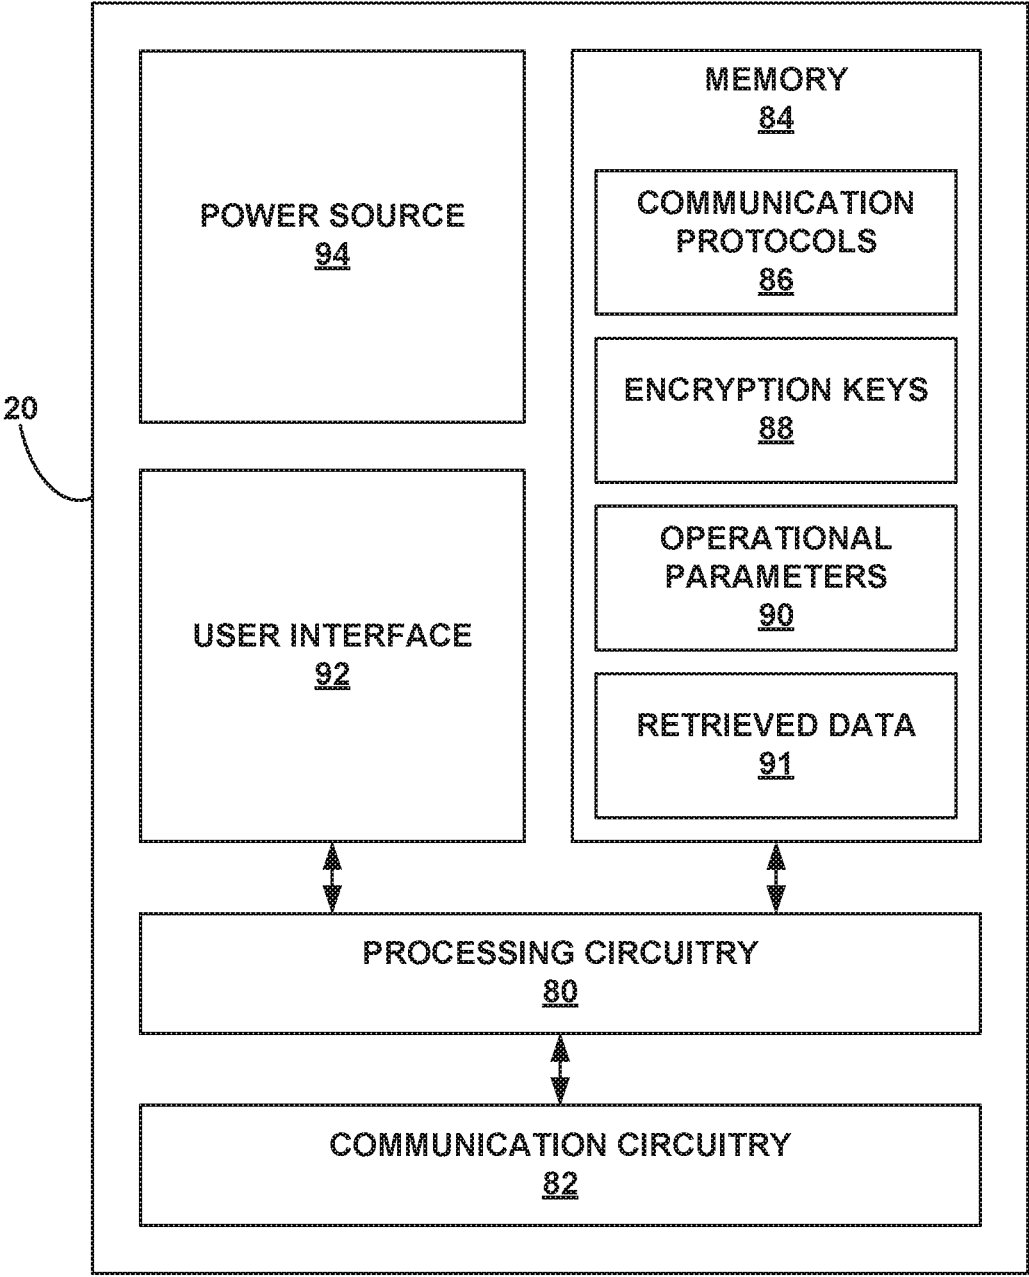 POWER SOURCE
94
MEMORY
84
COMMUNICATION
PROTOCOLS
86
ENCRYPTION KEYS
88
20
OPERATIONAL
PARAMETERS
90
USER INTERFACE
92
RETRIEVED DATA
91
PROCESSING CIRCUITRY
80
COMMUNICATION CIRCUITRY
82